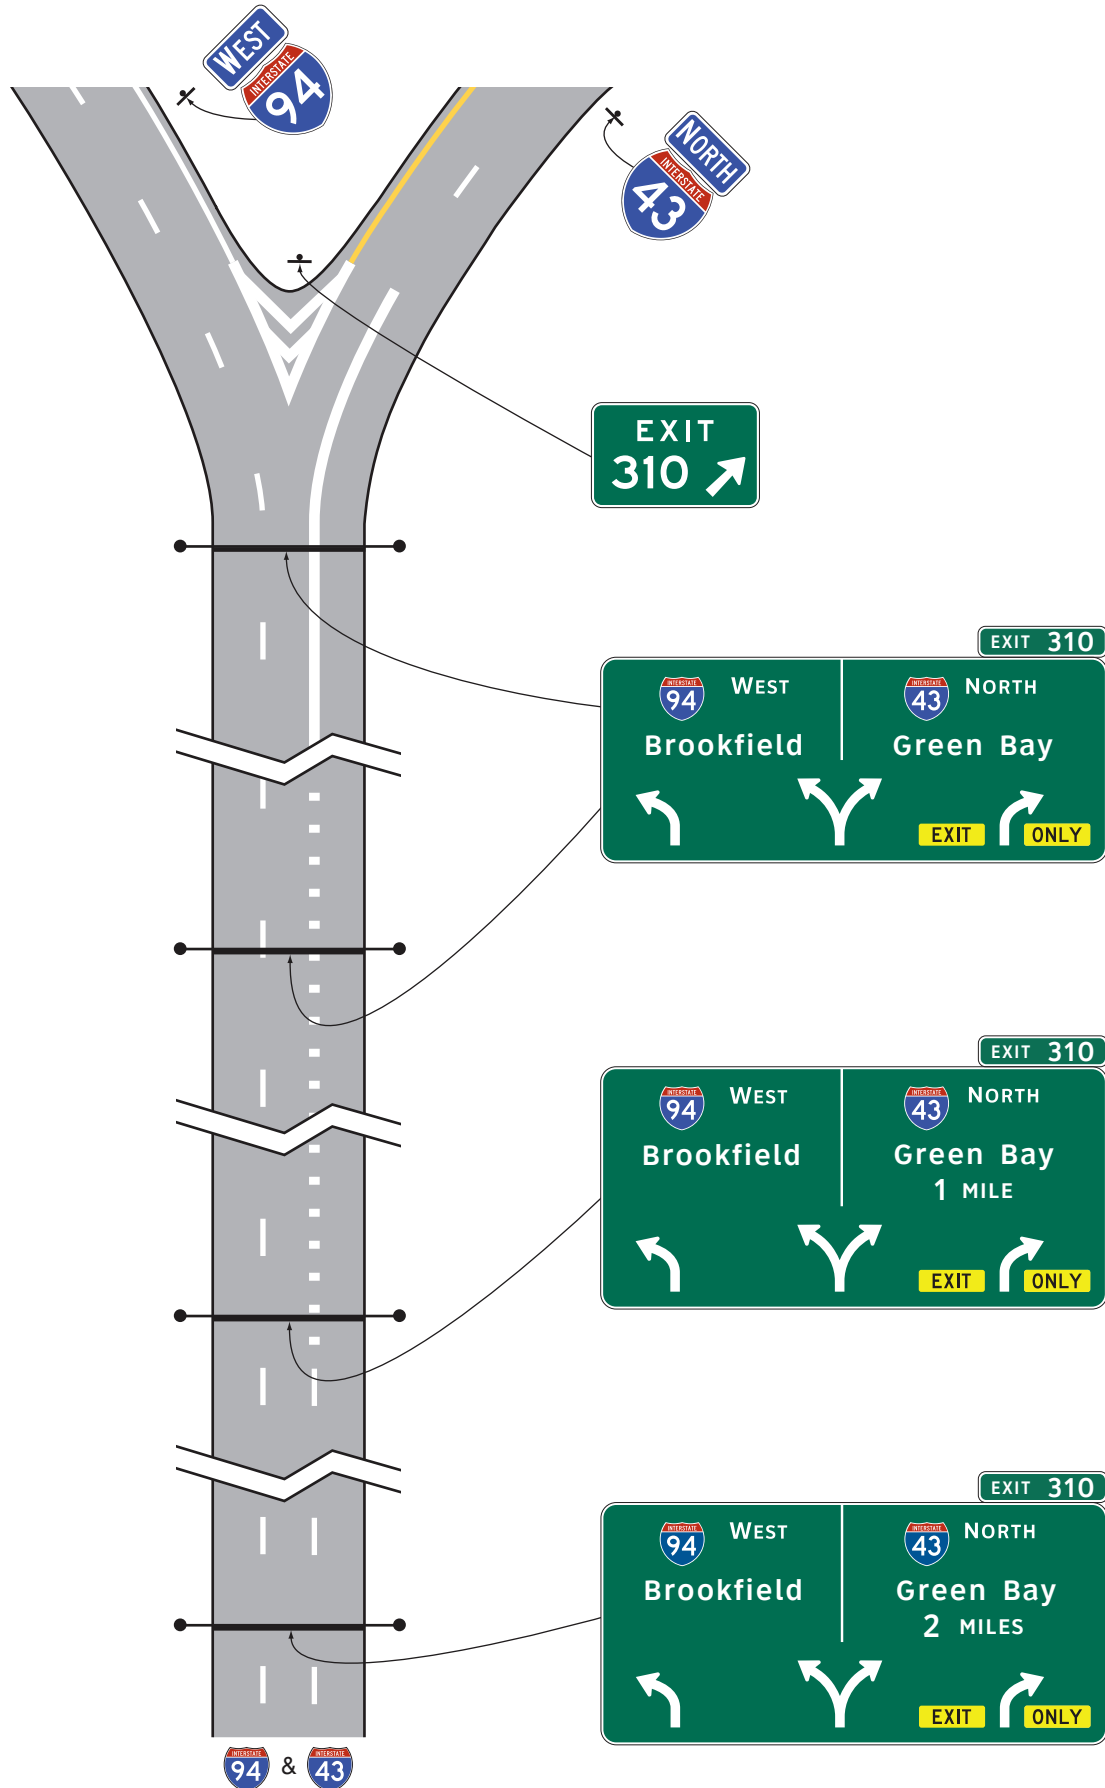 WEST
INTERSTATE
94
NORTH
INTERSTATE
43
EXIT
310
EXIT 310
INTERSTATE
94
WEST
INTERSTATE
43
NORTH
Brookfield
Green Bay
EXIT
ONLY
EXIT 310
INTERSTATE
94
WEST
INTERSTATE
43
NORTH
Brookfield
Green Bay
1 MILE
EXIT
ONLY
EXIT 310
INTERSTATE
94
WEST
INTERSTATE
43
NORTH
Brookfield
Green Bay
2 MILES
EXIT
ONLY
INTERSTATE
94
&
INTERSTATE
43